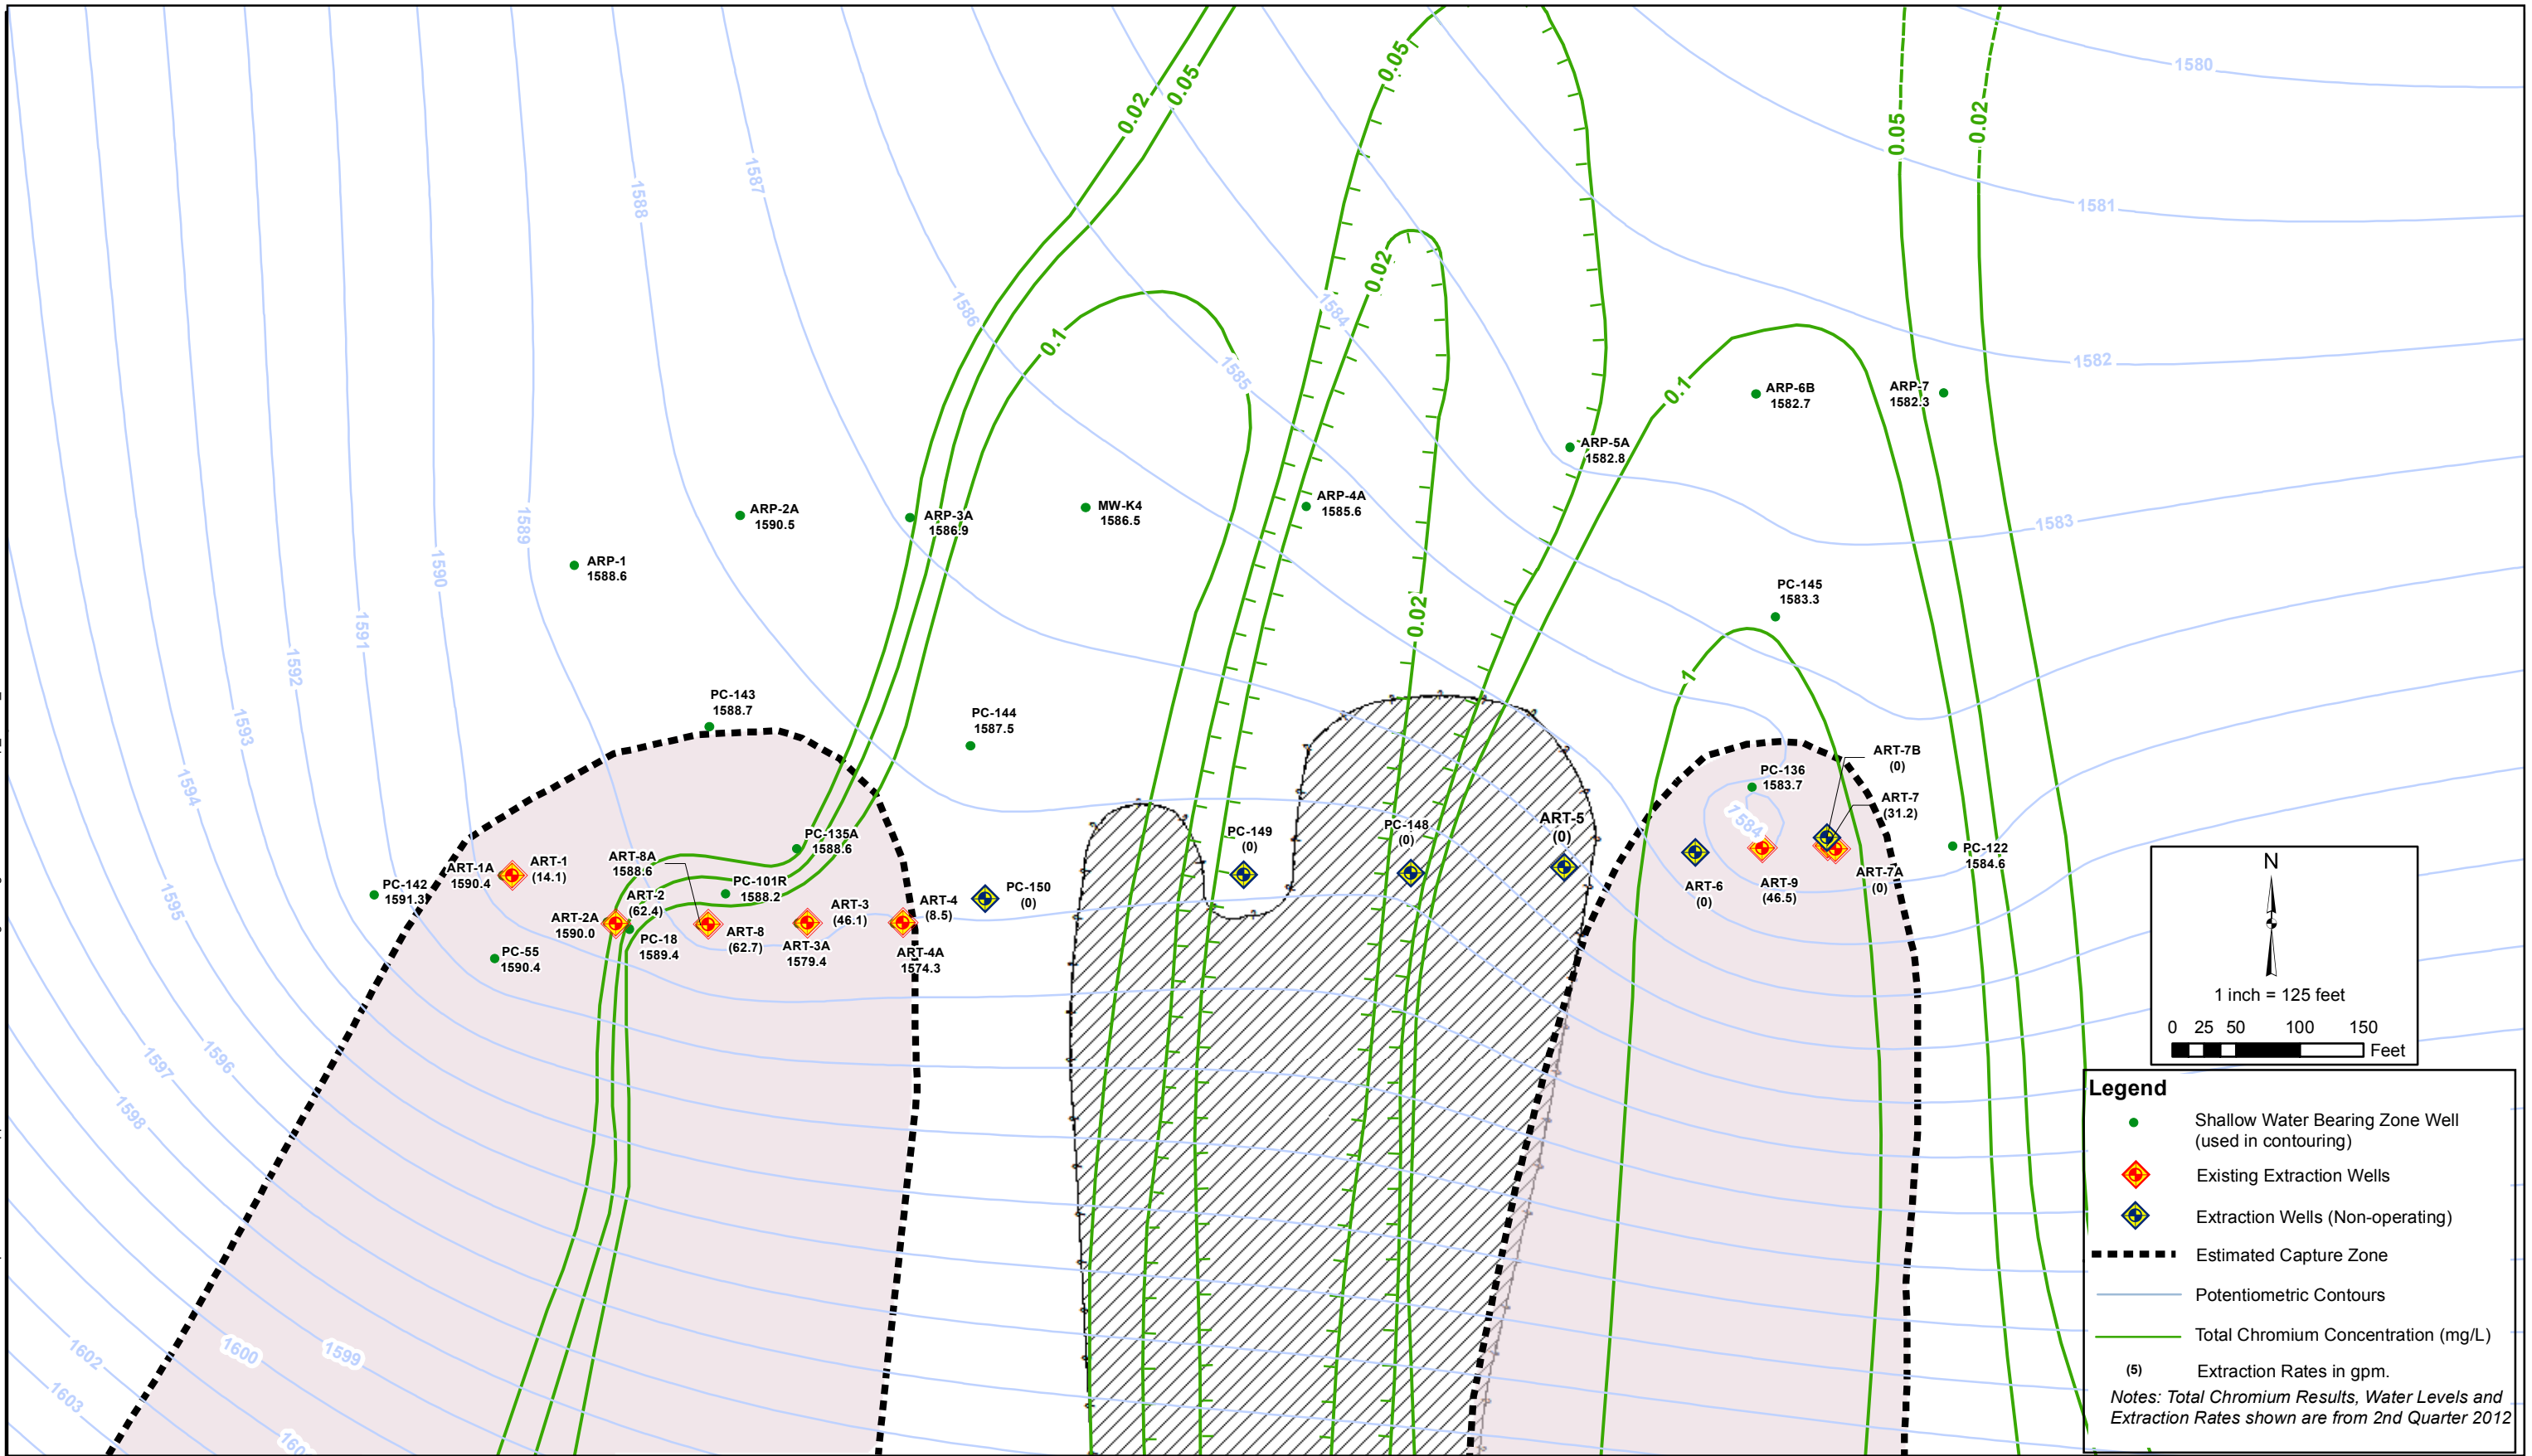 0.02
0.05
0.05
0.05
0.02
1580
1581
1582
1583
1588
1587
1586
1585
1584
0.02
0.1
0.1
ARP-6B
1582.7
ARP-7
1582.3
ARP-5A
1582.8
ARP-2A
1590.5
ARP-3A
1586.9
MW-K4
1586.5
ARP-4A
1585.6
ARP-1
1588.6
1589
1590
1591
1592
1593
1594
1595
1596
1597
1598
1599
1600
1602
1603
PC-145
1583.3
0.02
1
PC-143
1588.7
PC-144
1587.5
PC-136
1583.7
1584
ART-7B
(0)
ART-7
(31.2)
ART-7A
(0)
PC-135A
1588.6
PC-149
(0)
PC-148
(0)
ART-5
(0)
PC-122
1584.6
ART-1A
1590.4
ART-1
(14.1)
ART-8A
1588.6
PC-142
1591.3
PC-101R
1588.2
ART-2
(62.4)
ART-2A
1590.0
PC-18
1589.4
ART-8
(62.7)
ART-3
(46.1)
ART-3A
1579.4
ART-4
(8.5)
ART-4A
1574.3
PC-150
(0)
ART-6
(0)
ART-9
(46.5)
PC-55
1590.4
N
1 inch = 125 feet
0 25 50 100 150
Feet
Legend
Shallow Water Bearing Zone Well
(used in contouring)
Existing Extraction Wells
Extraction Wells (Non-operating)
Estimated Capture Zone
Potentiometric Contours
Total Chromium Concentration (mg/L)
(5) Extraction Rates in gpm.
Notes: Total Chromium Results, Water Levels and
Extraction Rates shown are from 2nd Quarter 2012